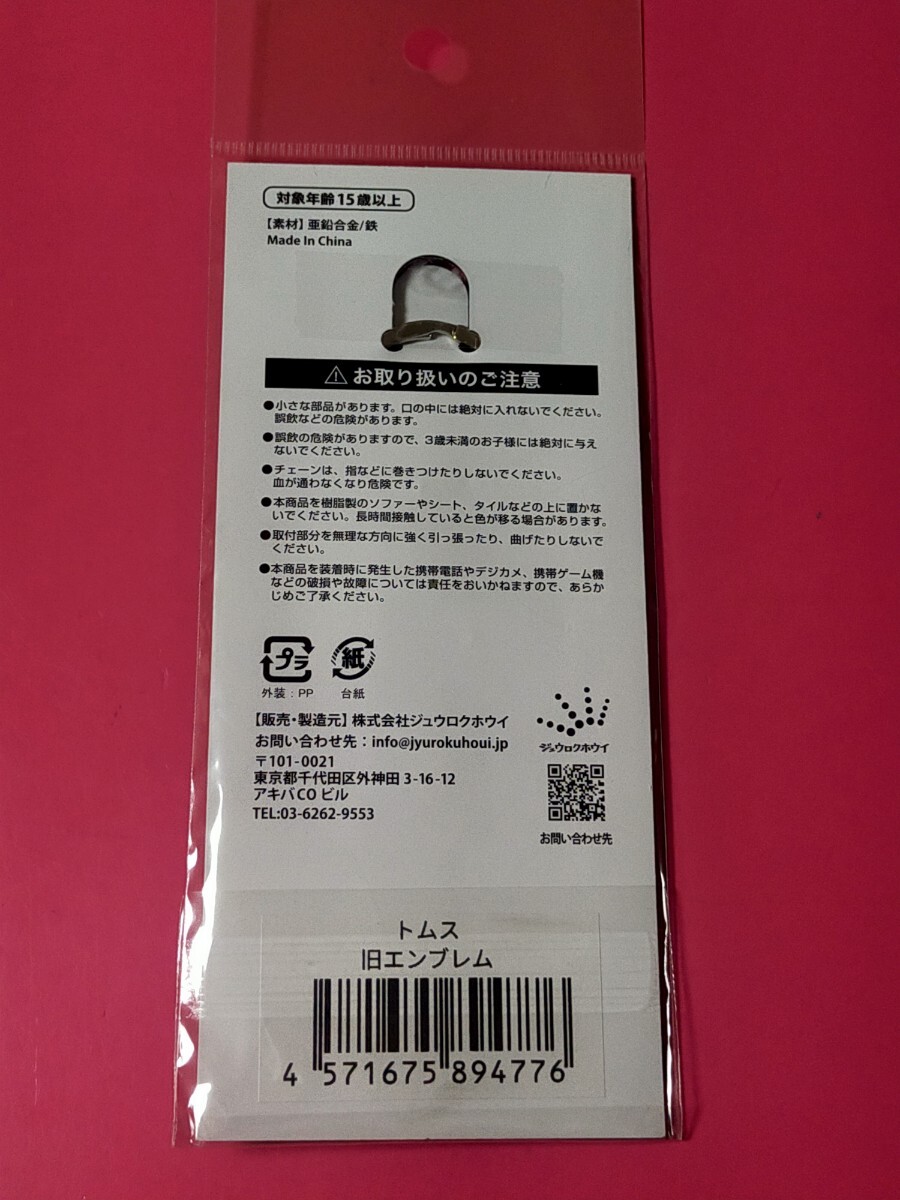 対象年齢15歳以上
【素材】亜鉛合金/鉄
Made In China
⚠お取り扱いのご注意
●小さな部品があります。口の中には絶対に入れないでください。
誤飲などの危険があります。
●誤飲の危険がありますので、3歳未満のお子様には絶対に与え
ないでください。
●チェーンは、指などに巻きつけたりしないでください。
血が通わなくなり危険です。
●本商品を樹脂製のソファーやシート、タイルなどの上に置かな
いでください。長時間接触していると色が移る場合があります。
●取付部分を無理な方向に強く引っ張ったり、曲げたりしないで
ください。
●本商品を装着時に発生した携帯電話やデジカメ、携帯ゲーム機
などの破損や故障については責任をおいかねますので、あらか
じめご了承ください。
プラ
紙
外装：PP
台紙
【販売・製造元】株式会社ジュウロクホウイ
お問い合わせ先：info@jyurokuhoui.jp
〒101-0021
東京都千代田区外神田 3-16-12
アキバCO ビル
TEL:03-6262-9553
ジュウロクホウイ
お問い合わせ先
トムス
旧エンブレム
4 571675 894776